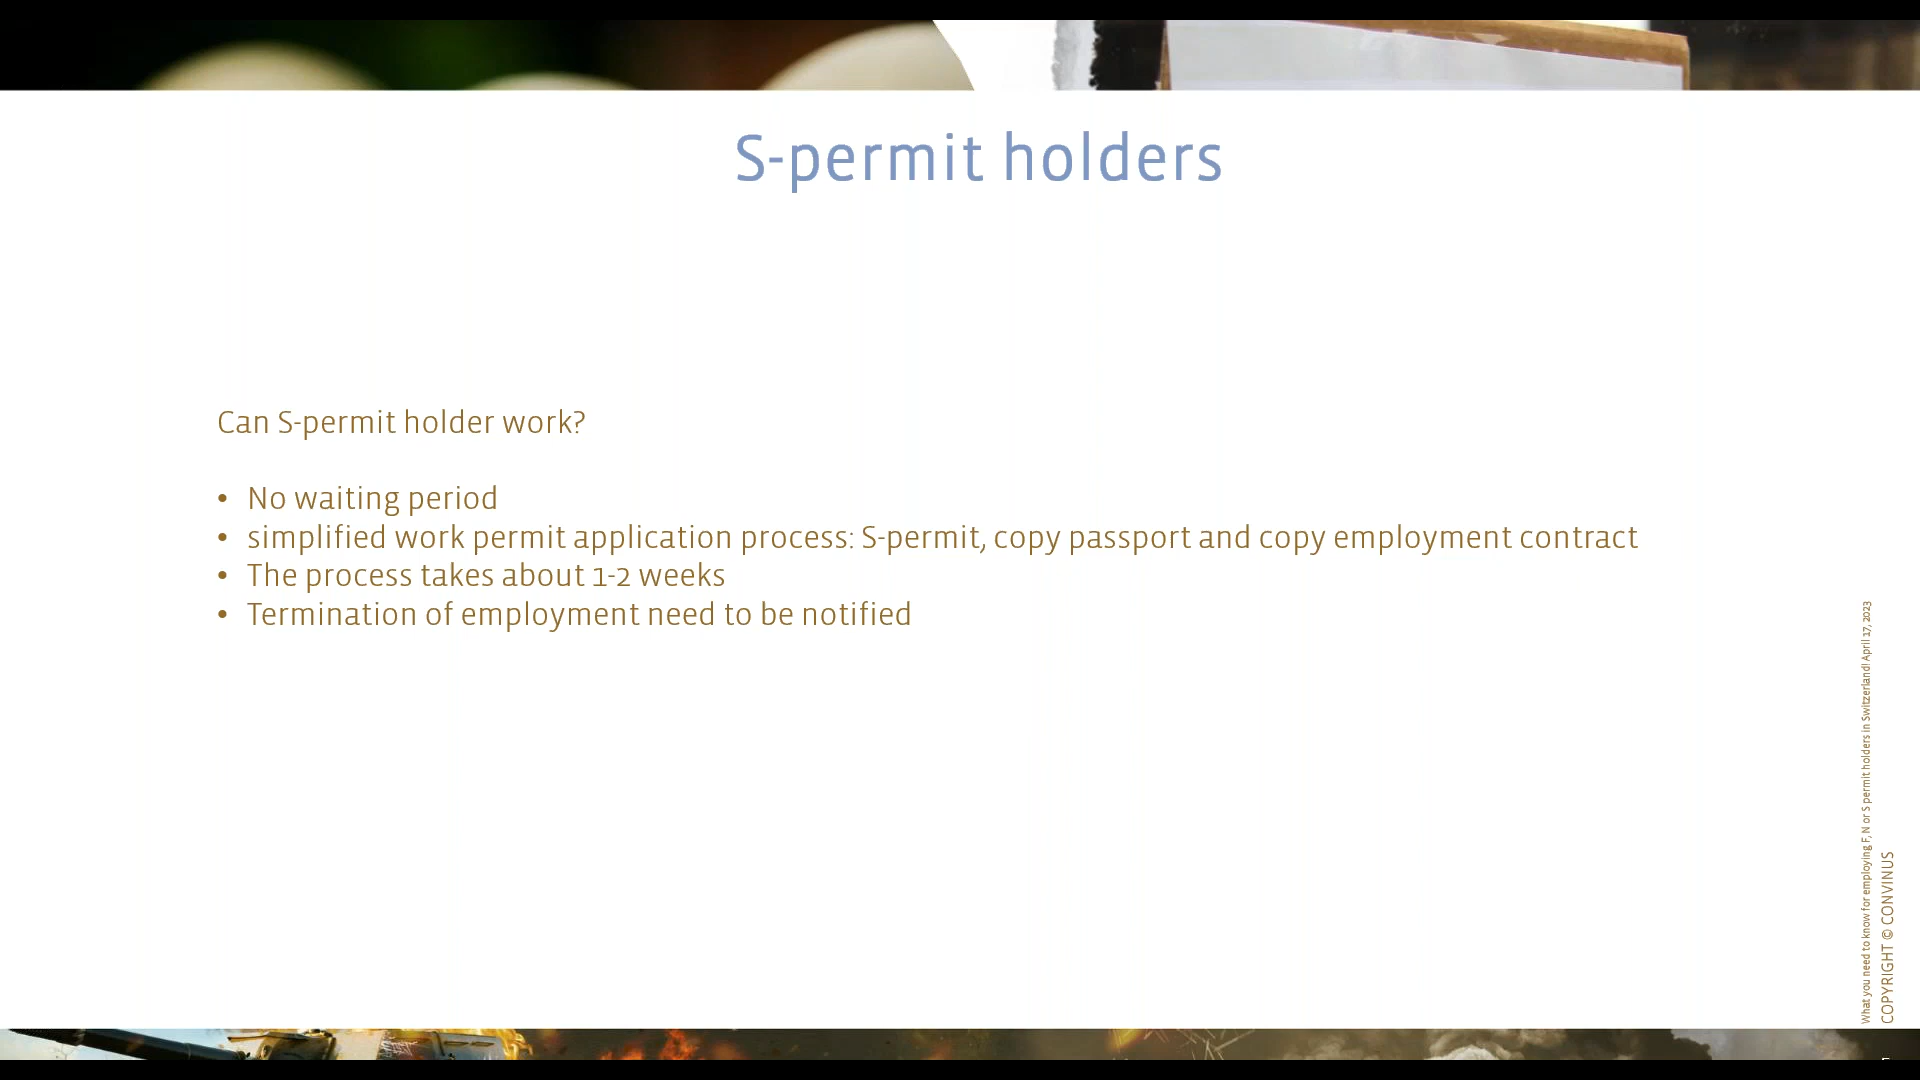 S-permit holders
Can S-permit holder work?
• No waiting period
• simplified work permit application process: S-permit, copy passport and copy employment contract
• The process takes about 1-2 weeks
• Termination of employment need to be notified
What you need to know for employing F, N or S permit holders in Switzerland! April 17, 2023
COPYRIGHT © CONVINUS